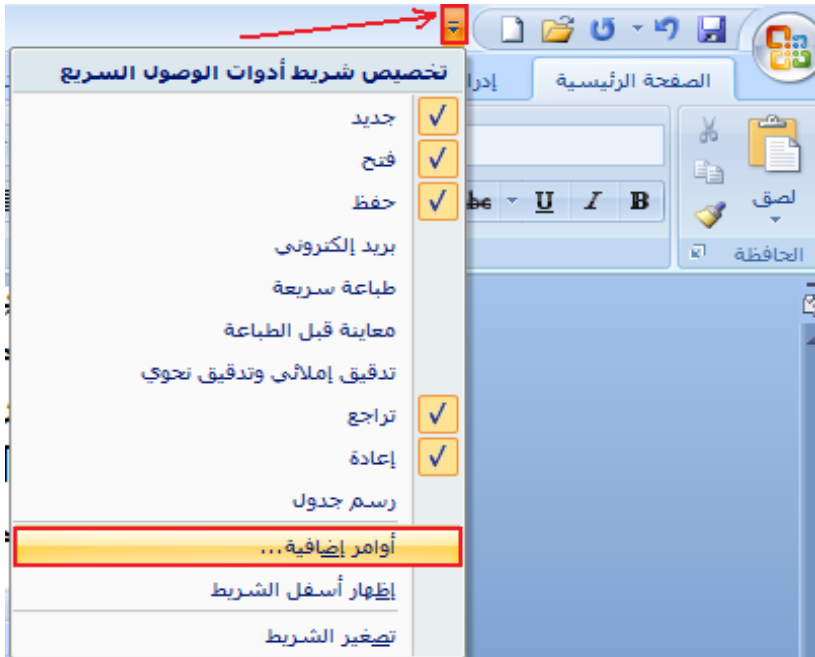 الصفحة الرئيسية
إدرا
لصق
الحافظة
B I U abe
تخصيص شريط أدوات الوصول السريع
جديد
فتح
حفظ
بريد إلكتروني
طباعة سريعة
معاينة قبل الطباعة
تدقيق إملائي وتدقيق نحوي
تراجع
إعادة
رسم جدول
أوامر إضافية...
إظهار أسفل الشريط
تصغير الشريط